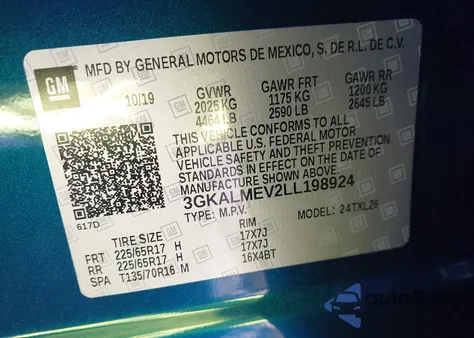 MFD BY GENERAL MOTORS DE MEXICO, S. DE R.L. DE C.V.
GM
10/19 GVWR GAWR FRT GAWR RR
2025 KG 1175 KG 1200 KG
4464 LB 2590 LB 2645 LB
THIS VEHICLE CONFORMS TO ALL
APPLICABLE U.S. FEDERAL MOTOR
VEHICLE SAFETY AND THEFT PREVENTION
STANDARDS IN EFFECT ON THE DATE OF
MANUFACTURE SHOWN ABOVE.
3GKALMEV2LL198924
617D TYPE: M.P.V. MODEL: 24TXL26
TIRE SIZE RIM
FRT 225/65R17 H 17X7J
RR 225/65R17 H 17X7J
SPA T135/70R16 M 16X4BT